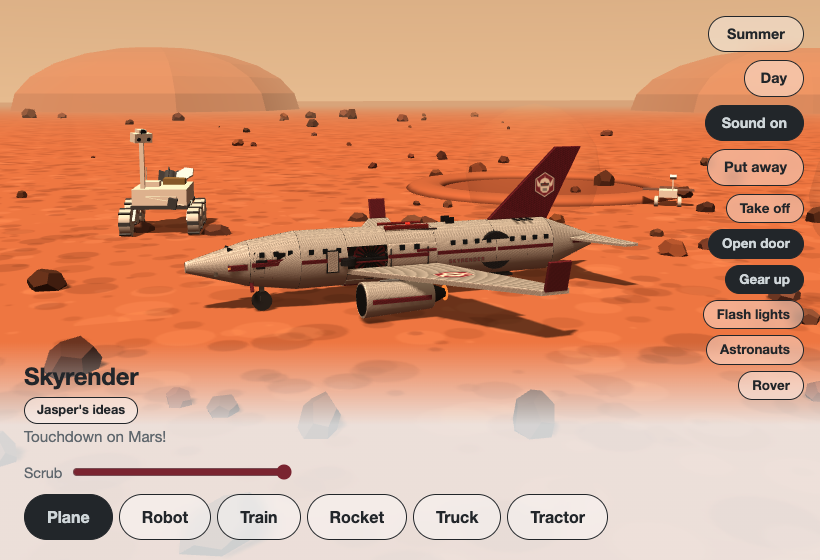 Summer
Day
Sound on
Put away
Take off
Open door
Gear up
Flash lights
Astronauts
Rover
SKYRENDER
Skyrender
Jasper's ideas
Touchdown on Mars!
Scrub
Plane
Robot
Train
Rocket
Truck
Tractor